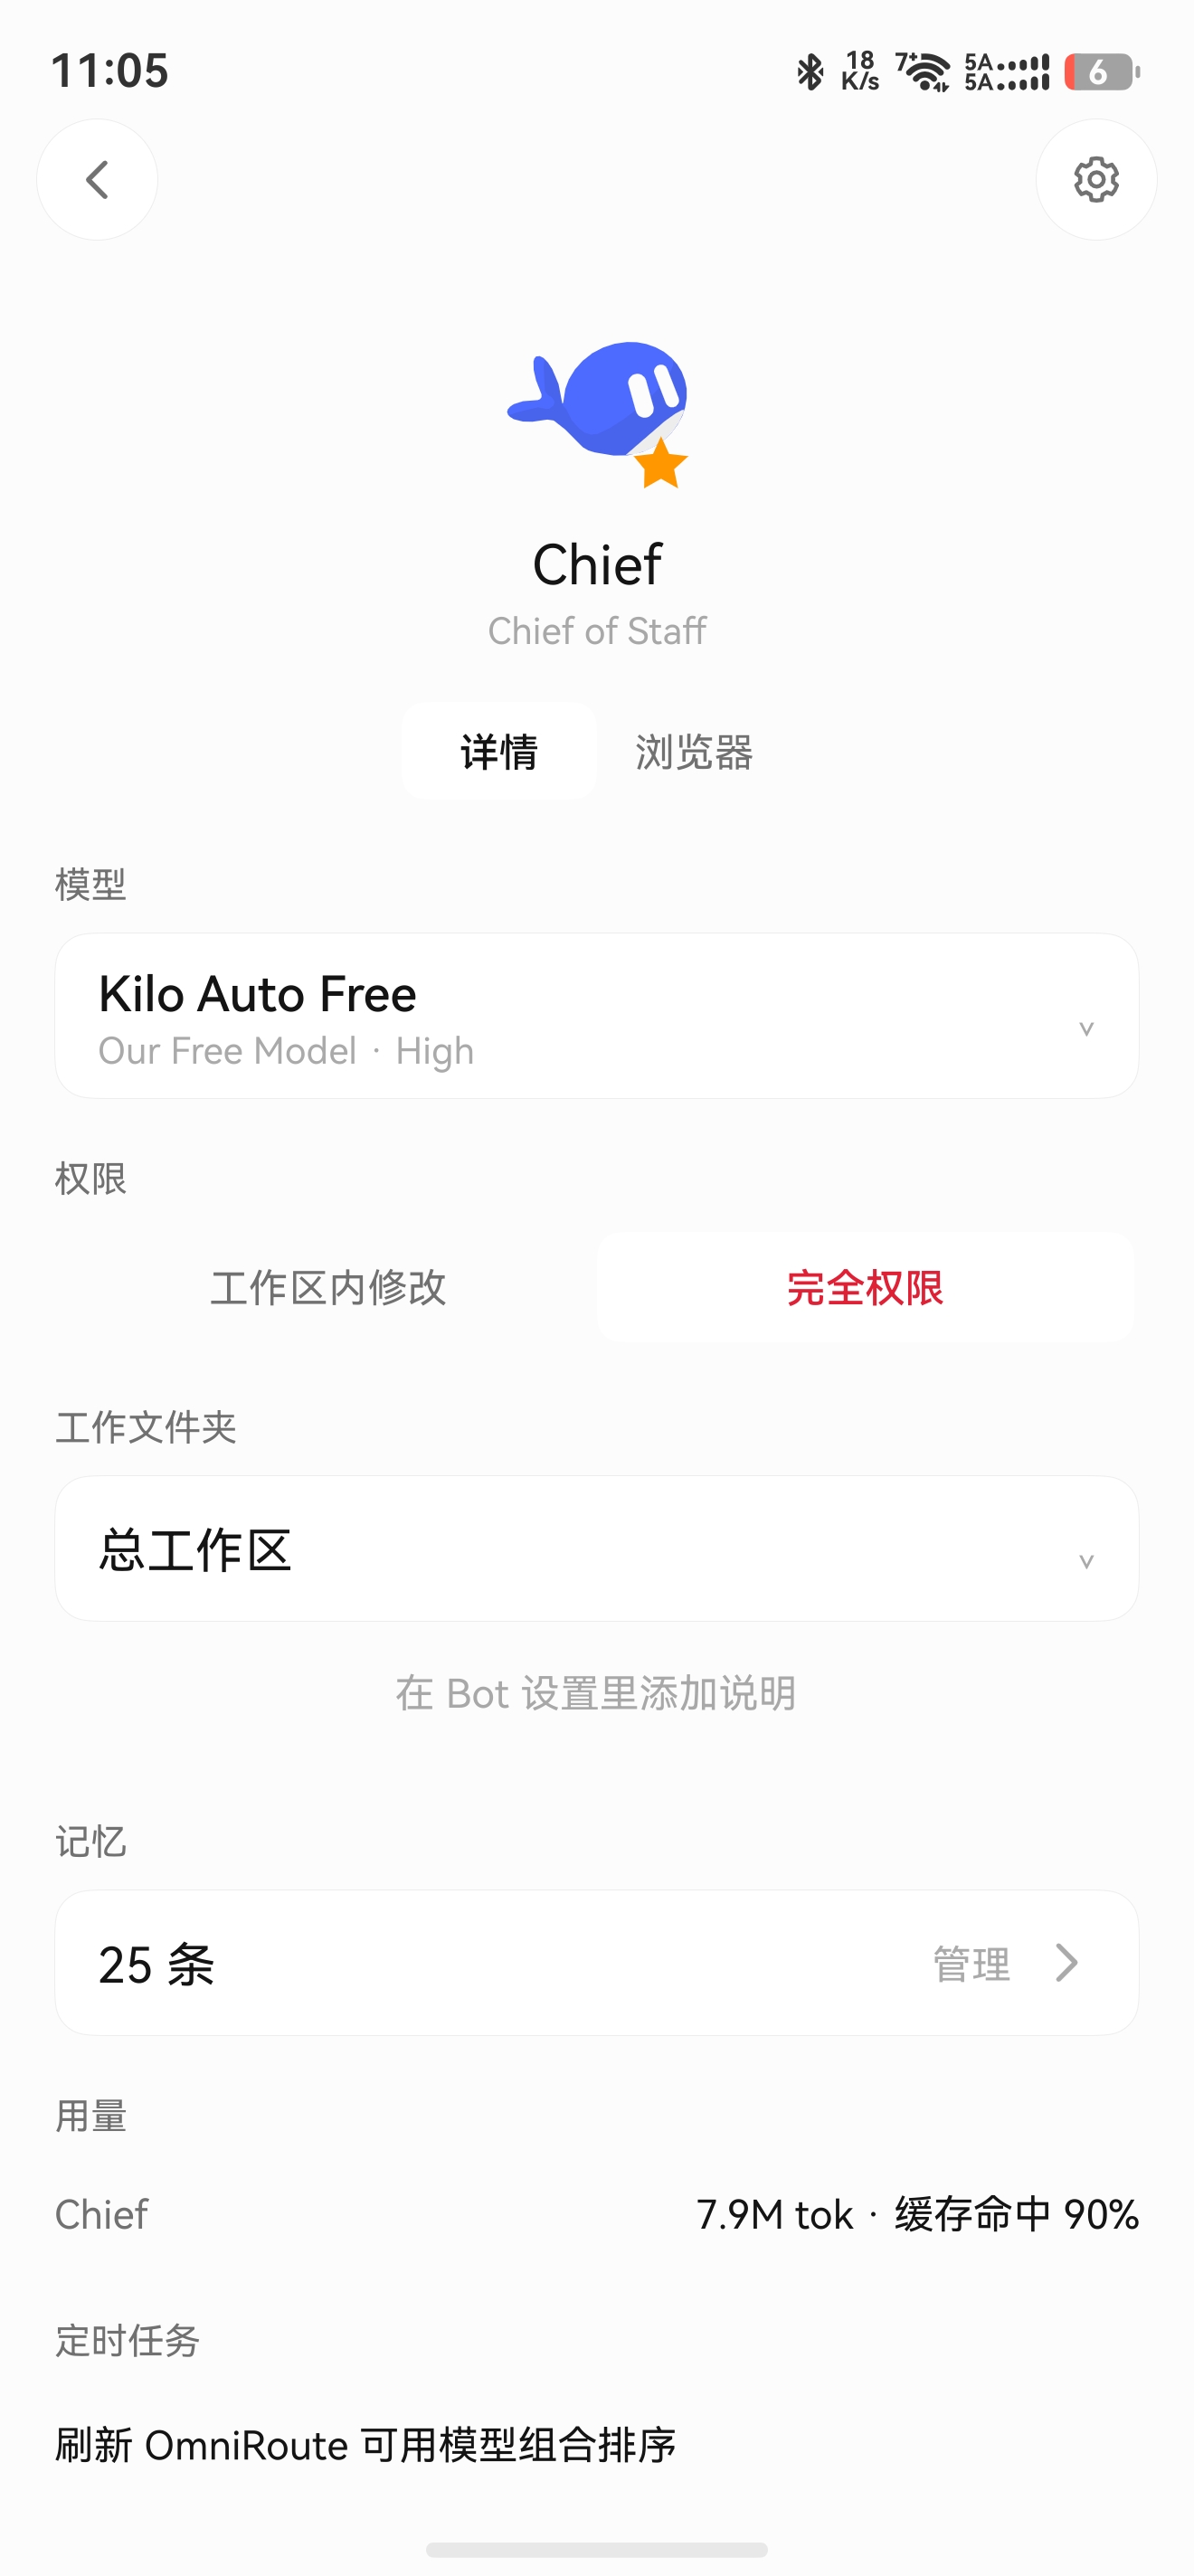 11:05
18
K/s
7+
5A
5A
6
Chief
Chief of Staff
详情 浏览器
模型
Kilo Auto Free
Our Free Model · High
权限
工作区内修改 完全权限
工作文件夹
总工作区
在 Bot 设置里添加说明
记忆
25 条 管理
用量
Chief 7.9M tok · 缓存命中 90%
定时任务
刷新 OmniRoute 可用模型组合排序